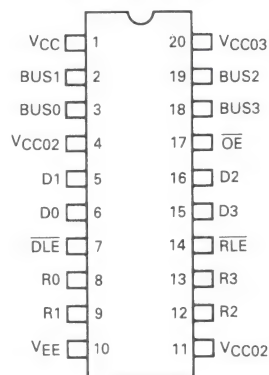 VCC 1 20 VCC03
BUS1 2 19 BUS2
BUS0 3 18 BUS3
VCC02 4 17 OE
D1 5 16 D2
D0 6 15 D3
DLE 7 14 RLE
R0 8 13 R3
R1 9 12 R2
VEE 10 11 VCC02